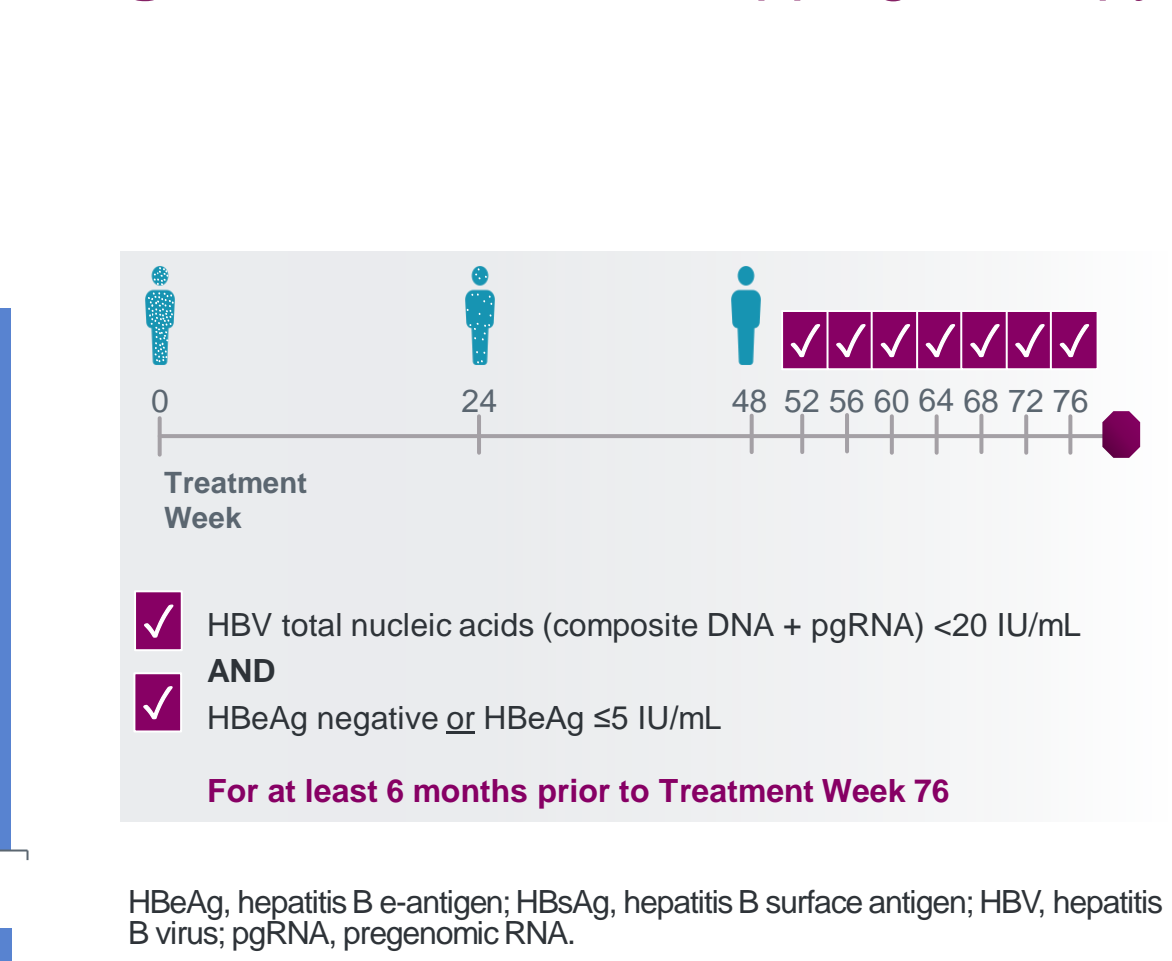 0 24 48 52 56 60 64 68 72 76
Treatment
Week
HBV total nucleic acids (composite DNA + pgRNA) <20 IU/mL
AND
HBeAg negative or HBeAg ≤5 IU/mL
For at least 6 months prior to Treatment Week 76
HBeAg, hepatitis B e-antigen; HBsAg, hepatitis B surface antigen; HBV, hepatitis
B virus; pgRNA, pregenomic RNA.